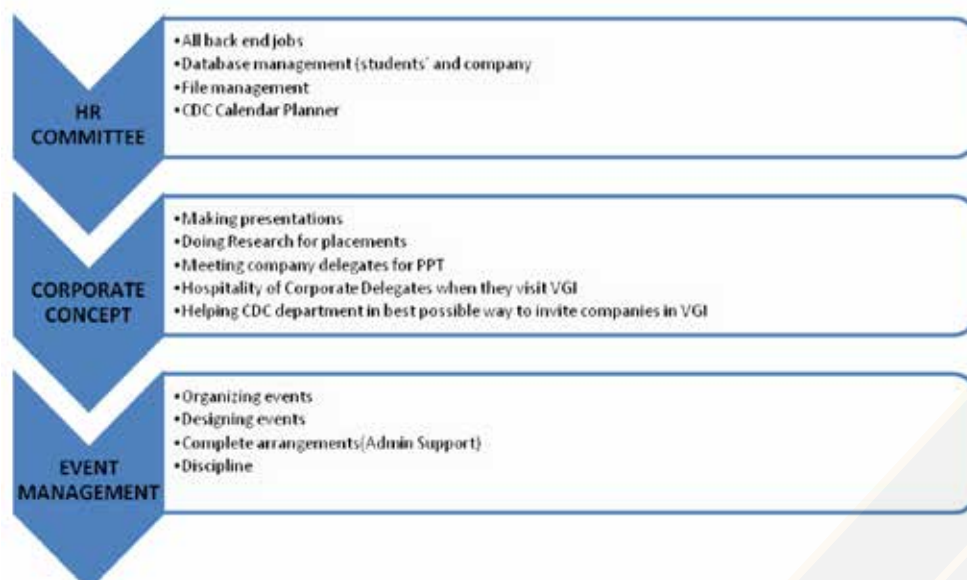 HR
COMMITTEE
•All back end jobs
•Database management (students' and company
•File management
•CDC Calendar Planner
CORPORATE
CONCEPT
•Making presentations
•Doing Research for placements
•Meeting company delegates for PPT
•Hospitality of Corporate Delegates when they visit VGI
•Helping CDC department in best possible way to invite companies in VGI
EVENT
MANAGEMENT
•Organizing events
•Designing events
•Complete arrangements(Admin Support)
•Discipline